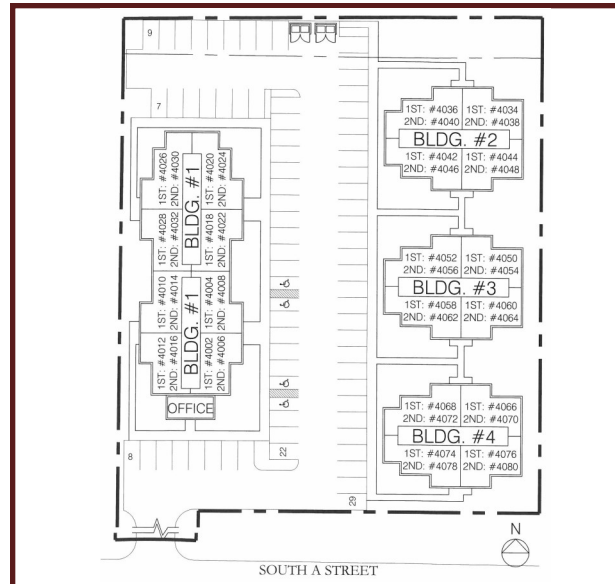 9
7
1ST: #4036
2ND: #4040
1ST: #4034
2ND: #4038
BLDG. #2
1ST: #4042
2ND: #4046
1ST: #4044
2ND: #4048
1ST: #4026
2ND: #4030
1ST: #4020
2ND: #4024
BLDG. #1
1ST: #4028
2ND: #4032
1ST: #4018
2ND: #4022
1ST: #4052
2ND: #4056
1ST: #4050
2ND: #4054
BLDG. #3
1ST: #4058
2ND: #4062
1ST: #4060
2ND: #4064
1ST: #4010
2ND: #4014
1ST: #4004
2ND: #4008
BLDG. #1
1ST: #4012
2ND: #4016
1ST: #4002
2ND: #4006
OFFICE
1ST: #4068
2ND: #4072
1ST: #4066
2ND: #4070
BLDG. #4
1ST: #4074
2ND: #4078
1ST: #4076
2ND: #4080
8
22
29
N
SOUTH A STREET